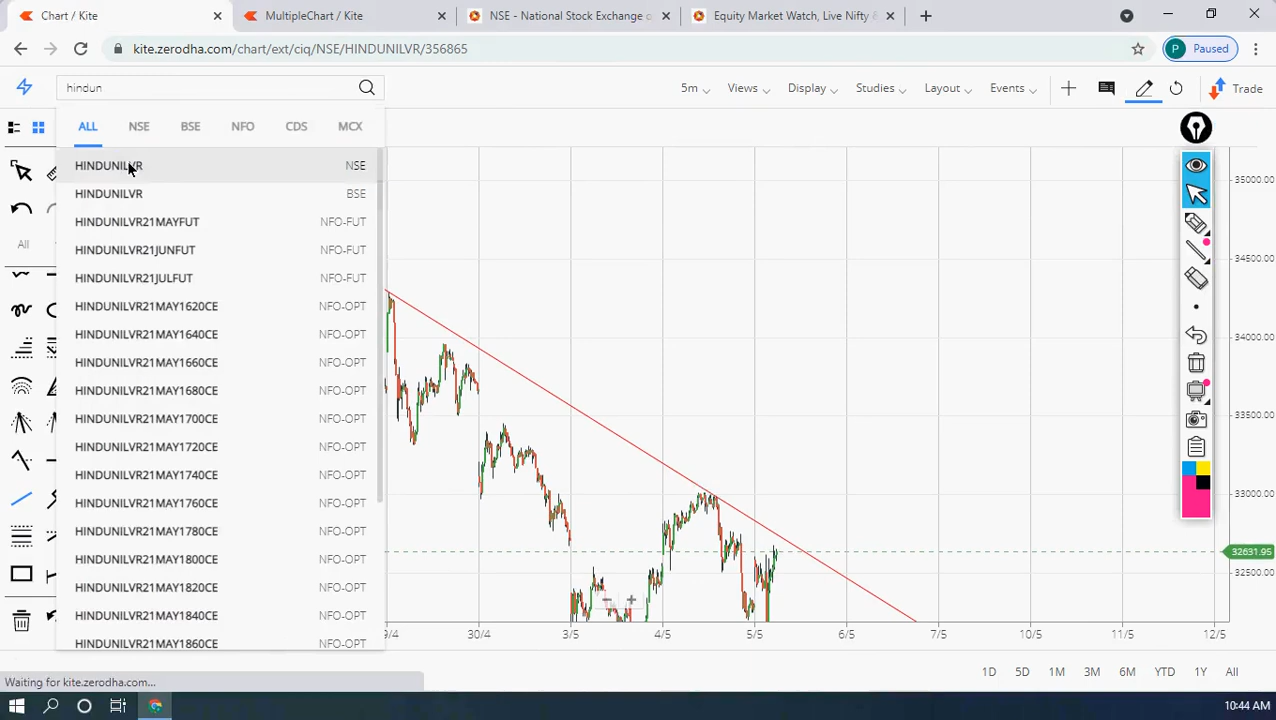 Chart / Kite
MultipleChart / Kite
NSE - National Stock Exchange o
Equity Market Watch, Live Nifty &
kite.zerodha.com/chart/ext/ciq/NSE/HINDUNILVR/356865
P Paused
hindun
5m
Views
Display
Studies
Layout
Events
Trade
ALL NSE BSE NFO CDS MCX
HINDUNILVR NSE
HINDUNILVR BSE
HINDUNILVR21MAYFUT NFO-FUT
HINDUNILVR21JUNFUT NFO-FUT
HINDUNILVR21JULFUT NFO-FUT
HINDUNILVR21MAY1620CE NFO-OPT
HINDUNILVR21MAY1640CE NFO-OPT
HINDUNILVR21MAY1660CE NFO-OPT
HINDUNILVR21MAY1680CE NFO-OPT
HINDUNILVR21MAY1700CE NFO-OPT
HINDUNILVR21MAY1720CE NFO-OPT
HINDUNILVR21MAY1740CE NFO-OPT
HINDUNILVR21MAY1760CE NFO-OPT
HINDUNILVR21MAY1780CE NFO-OPT
HINDUNILVR21MAY1800CE NFO-OPT
HINDUNILVR21MAY1820CE NFO-OPT
HINDUNILVR21MAY1840CE NFO-OPT
HINDUNILVR21MAY1860CE NFO-OPT
All
35000.00
34500.00
34000.00
33500.00
33000.00
32631.95
32500.00
9/4 30/4 3/5 4/5 5/5 6/5 7/5 10/5 11/5 12/5
1D 5D 1M 3M 6M YTD 1Y All
Waiting for kite.zerodha.com...
10:44 AM